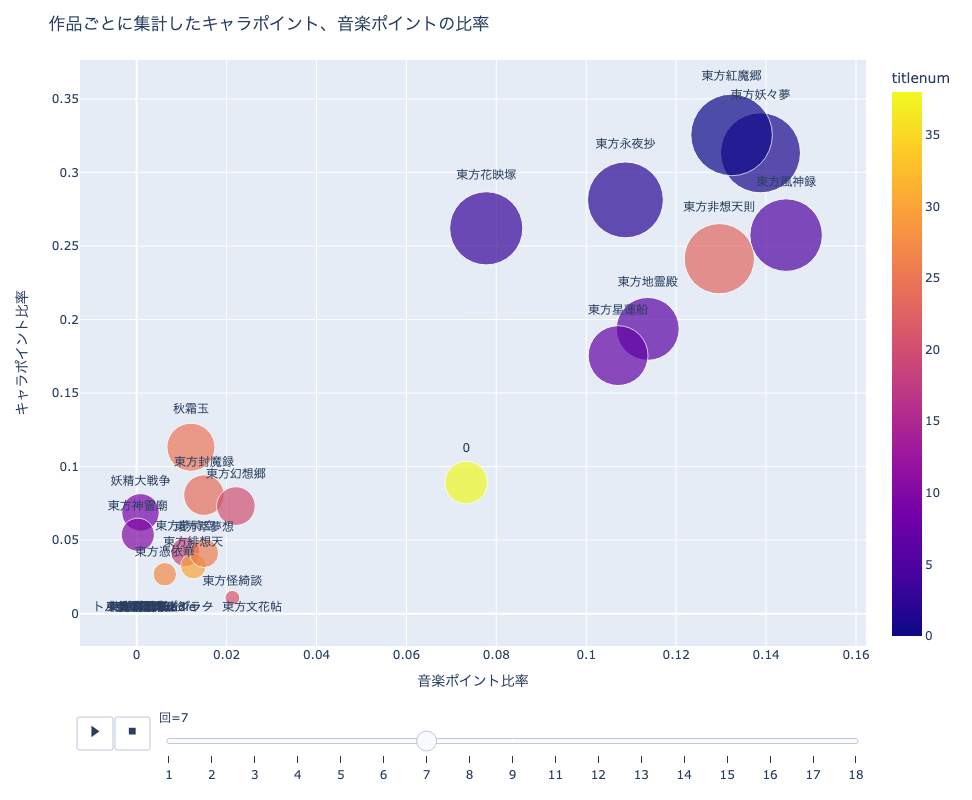 作品ごとに集計したキャラポイント、音楽ポイントの比率
titlenum
東方紅魔郷
東方妖々夢
0.35
35
東方永夜抄
東方花映塚
0.3
東方風神録
30
東方非想天則
0.25
25
東方地霊殿
東方星蓮船
0.2
20
キャラポイント比率
0.15
秋霜玉
15
0
0.1
東方封魔録
東方幻想郷
妖精大戦争
10
東方神霊廟
0.05
東方緋想天
東方憑依華
5
東方怪綺談
0
東方文花帖
0
0
0.02
0.04
0.06
0.08
0.1
0.12
0.14
0.16
音楽ポイント比率
回=7
1
2
3
4
5
6
7
8
9
10
11
12
13
14
15
16
17
18